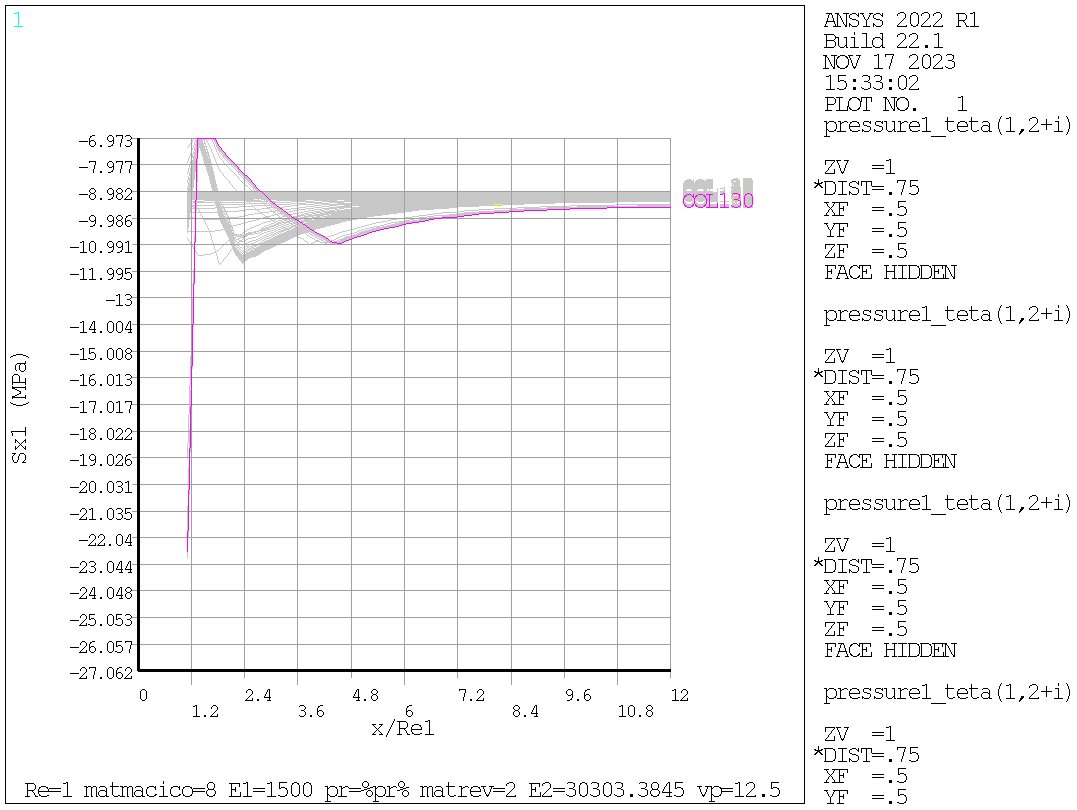 1
ANSYS 2022 R1
Build 22.1
NOV 17 2023
15:33:02
PLOT NO. 1
pressure1_teta(1,2+i)
ZV =1
*DIST=.75
XF =.5
YF =.5
ZF =.5
FACE HIDDEN
pressure1_teta(1,2+i)
ZV =1
*DIST=.75
XF =.5
YF =.5
ZF =.5
FACE HIDDEN
pressure1_teta(1,2+i)
ZV =1
*DIST=.75
XF =.5
YF =.5
ZF =.5
FACE HIDDEN
pressure1_teta(1,2+i)
ZV =1
*DIST=.75
XF =.5
YF =.5
-6.973
-7.977
-8.982
-9.986
-10.991
-11.995
-13
-14.004
-15.008
-16.013
-17.017
-18.022
-19.026
-20.031
-21.035
-22.04
-23.044
-24.048
-25.053
-26.057
-27.062
Sx1 (MPa)
COL130
0
1.2
2.4
3.6
4.8
6
7.2
8.4
9.6
10.8
12
x/Re1
Re=1 matmacico=8 E1=1500 pr=%pr% matrev=2 E2=30303.3845 vp=12.5